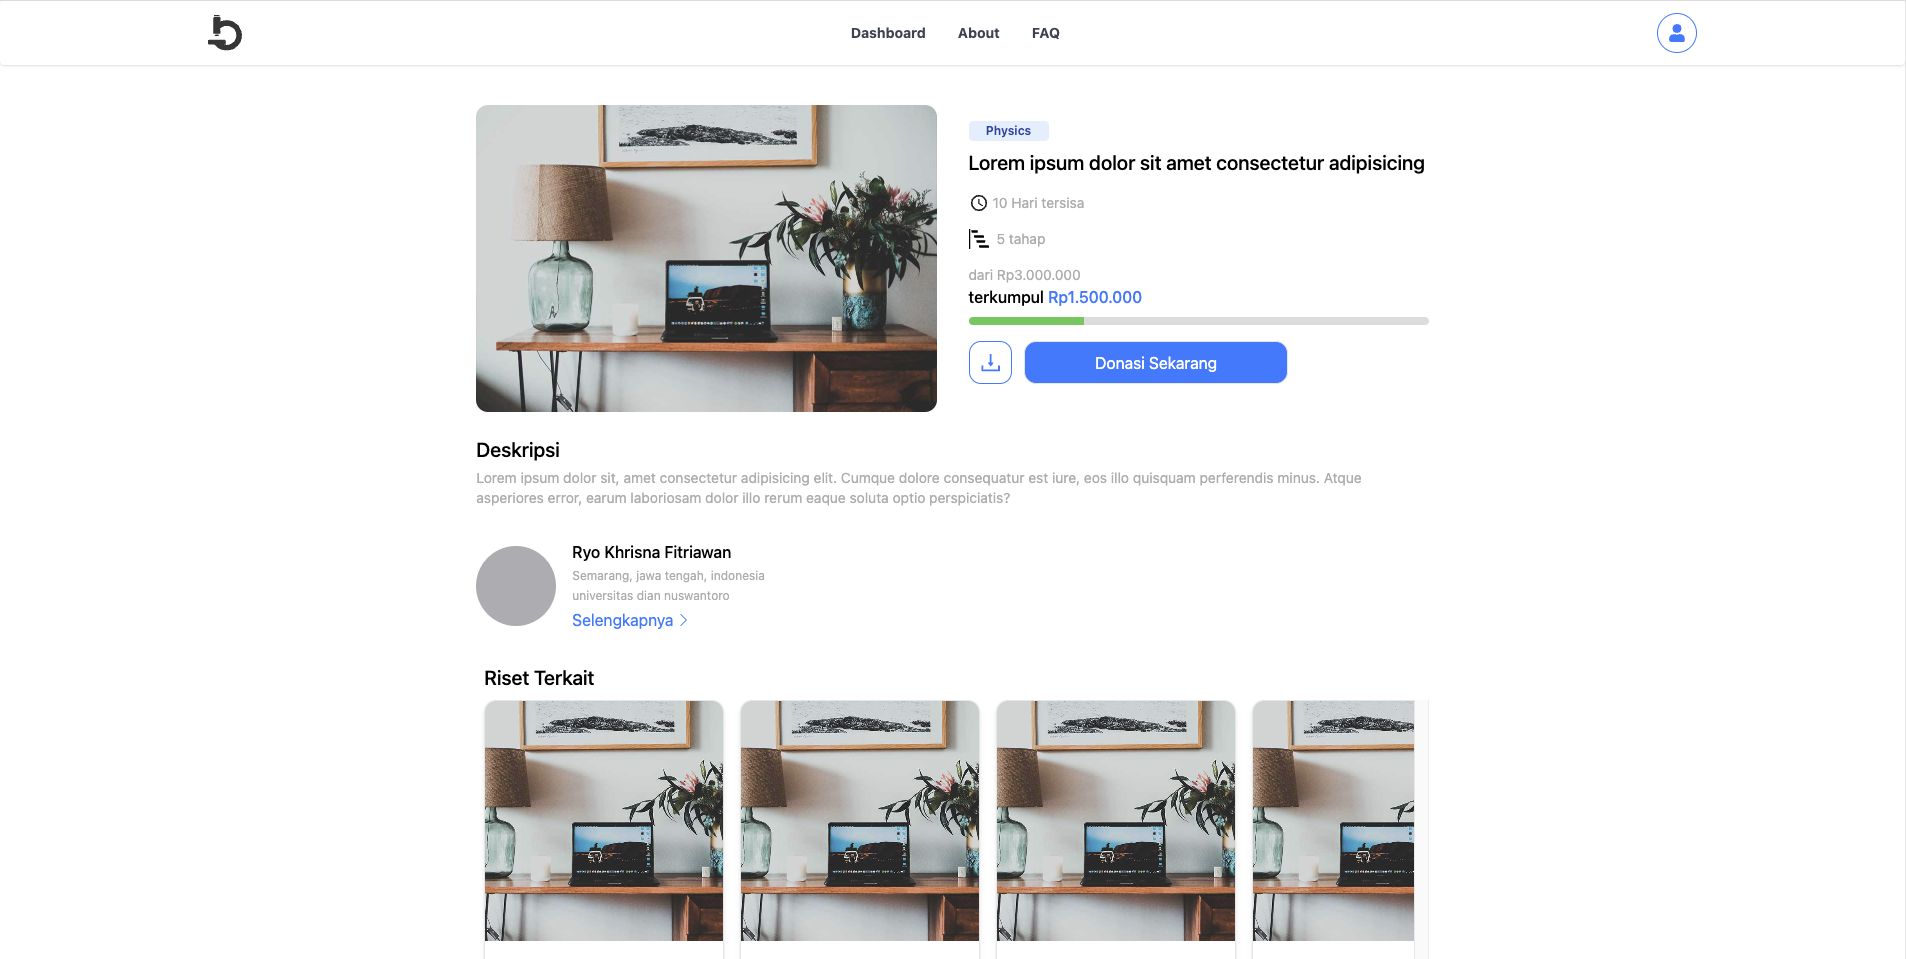 Dashboard
About
FAQ
Physics
Lorem ipsum dolor sit amet consectetur adipisicing
10 Hari tersisa
5 tahap
dari Rp3.000.000
terkumpul Rp1.500.000
Donasi Sekarang
Deskripsi
Lorem ipsum dolor sit, amet consectetur adipisicing elit. Cumque dolore consequatur est iure, eos illo quisquam perferendis minus. Atque
asperiores error, earum laboriosam dolor illo rerum eaque soluta optio perspiciatis?
Ryo Khrisna Fitriawan
Semarang, jawa tengah, indonesia
universitas dian nuswantoro
Selengkapnya
Riset Terkait